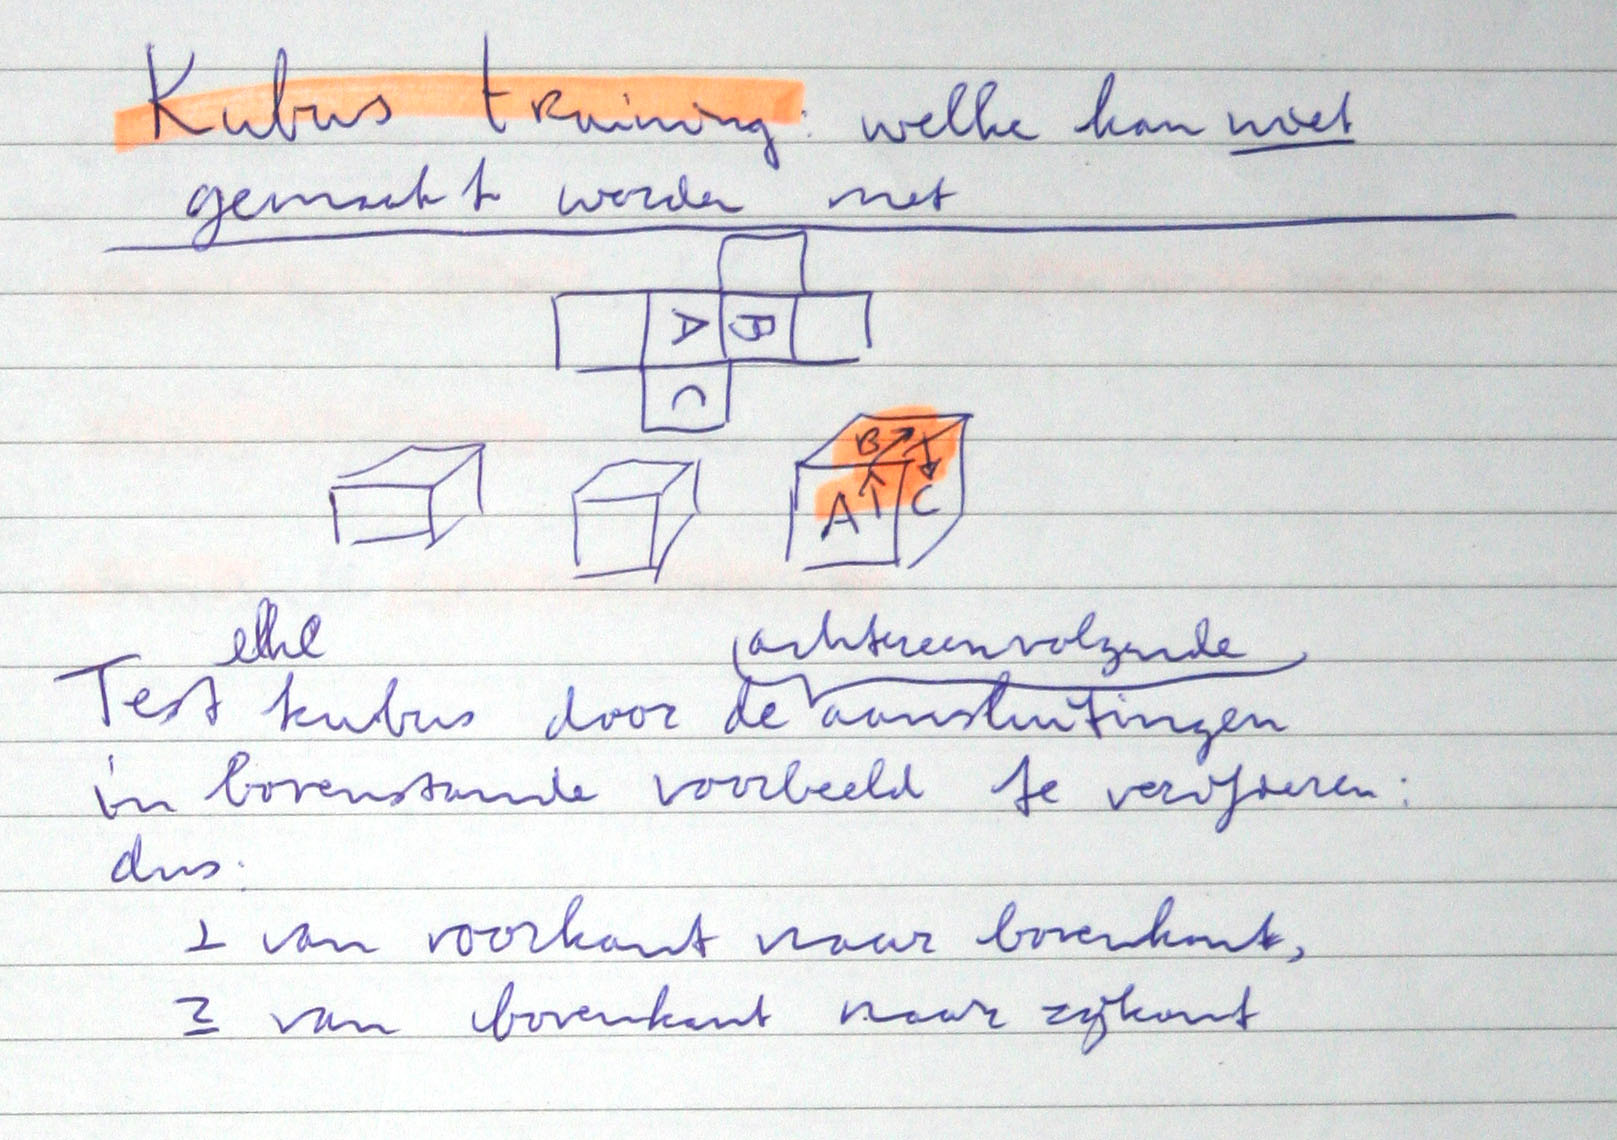 Kubus training: welke kan niet
gemaakt worden met
A B
C
B
A C
elke achtereenvolgende
Test kubus door de aansluitingen
in bovenstaande voorbeeld te verifieren:
dus:
1 van voorkant naar bovenkant,
2 van bovenkant naar zijkant